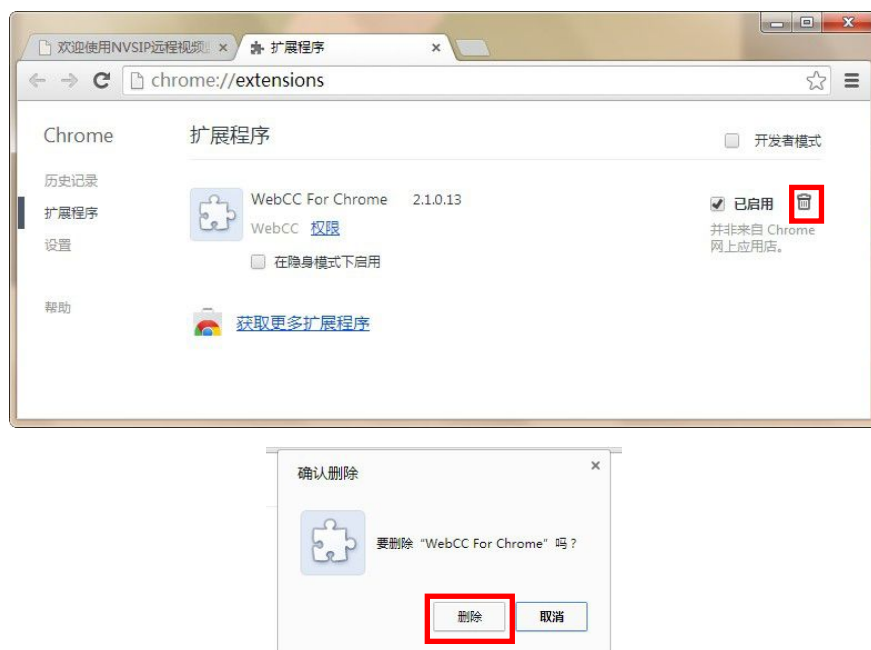 欢迎使用NVSIP远程视频
扩展程序
chrome://extensions
Chrome
扩展程序
开发者模式
历史记录
扩展程序
设置
帮助
WebCC For Chrome 2.1.0.13
已启用
WebCC 权限
并非来自 Chrome
网上应用店。
在隐身模式下启用
获取更多扩展程序
确认删除
要删除“WebCC For Chrome”吗？
删除
取消